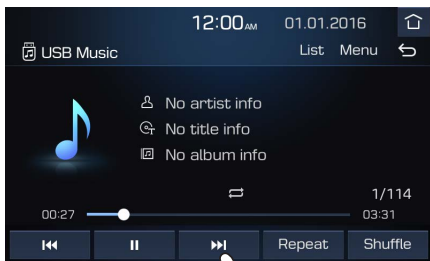 12:00AM 01.01.2016
USB Music List Menu
No artist info
No title info
No album info
1/114
00:27 03:31
Repeat Shuffle